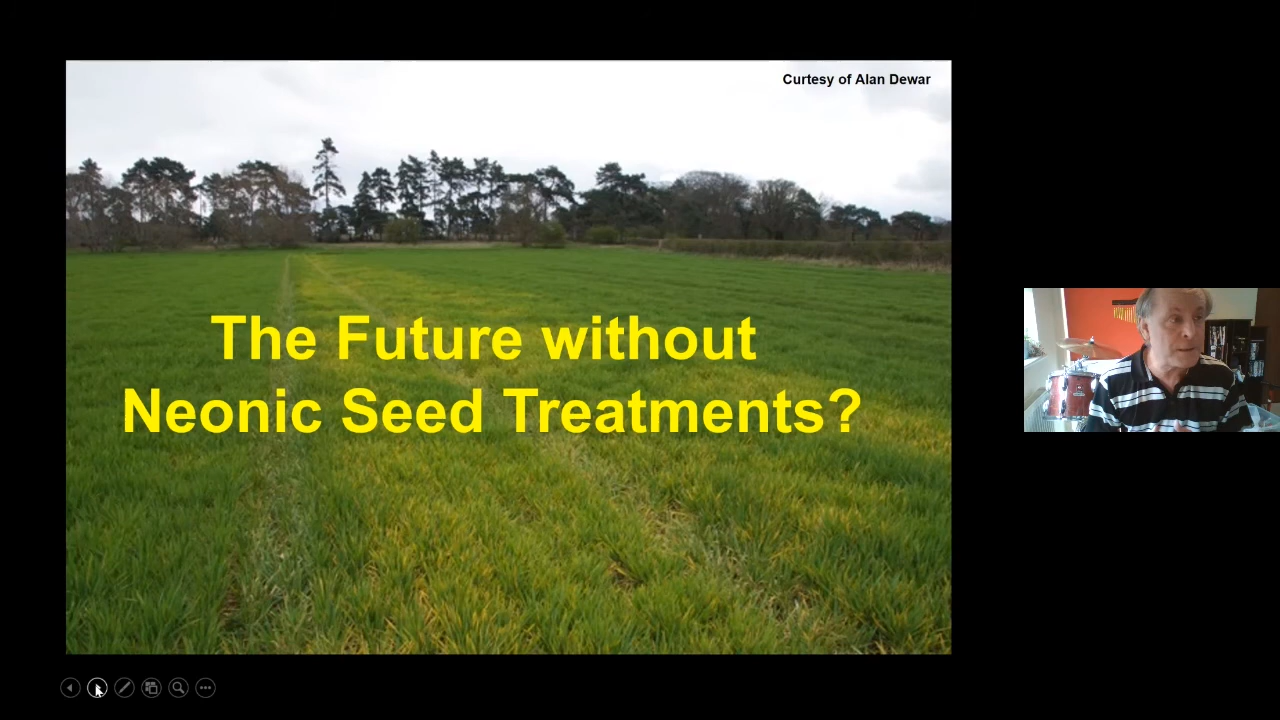 Curtesy of Alan Dewar
The Future without
Neonic Seed Treatments?